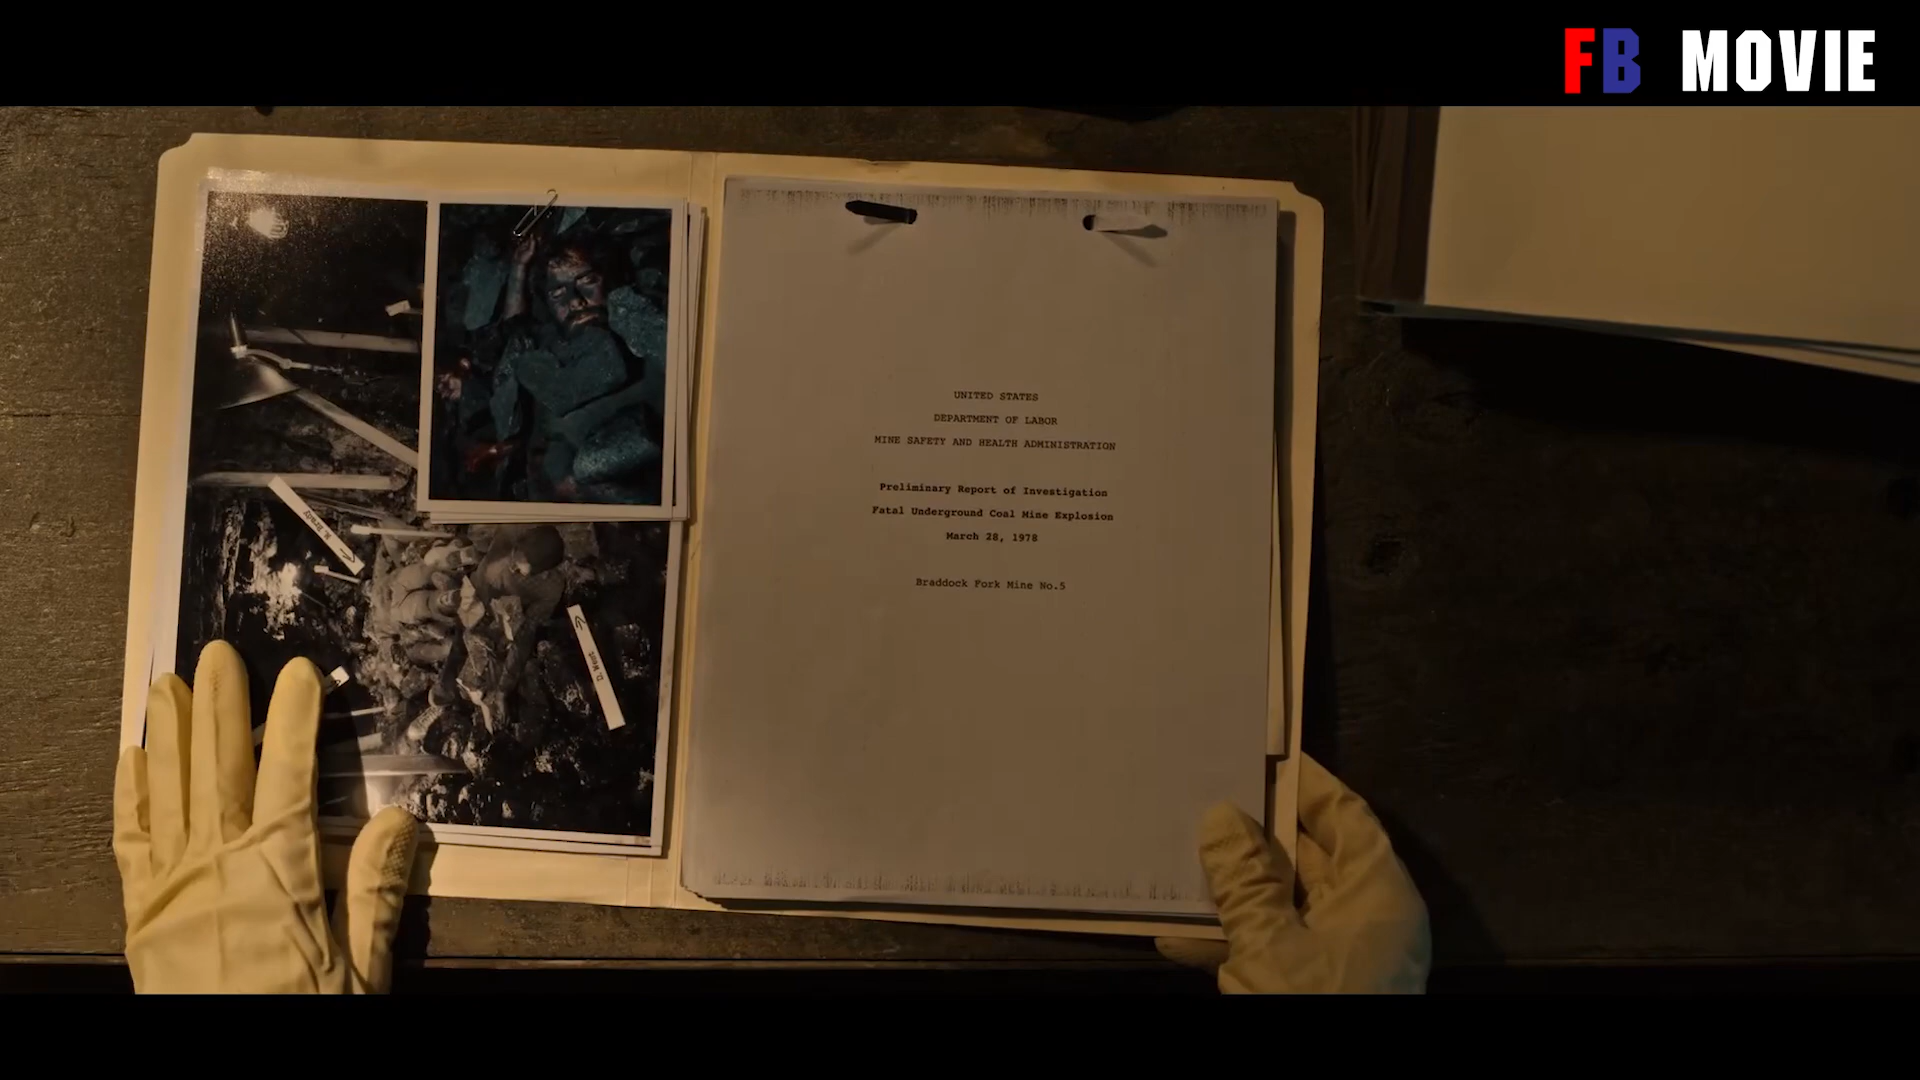 FB MOVIE
UNITED STATES
DEPARTMENT OF LABOR
MINE SAFETY AND HEALTH ADMINISTRATION
Preliminary Report of Investigation
Fatal Underground Coal Mine Explosion
March 28, 1978
Braddock Fork Mine No.5